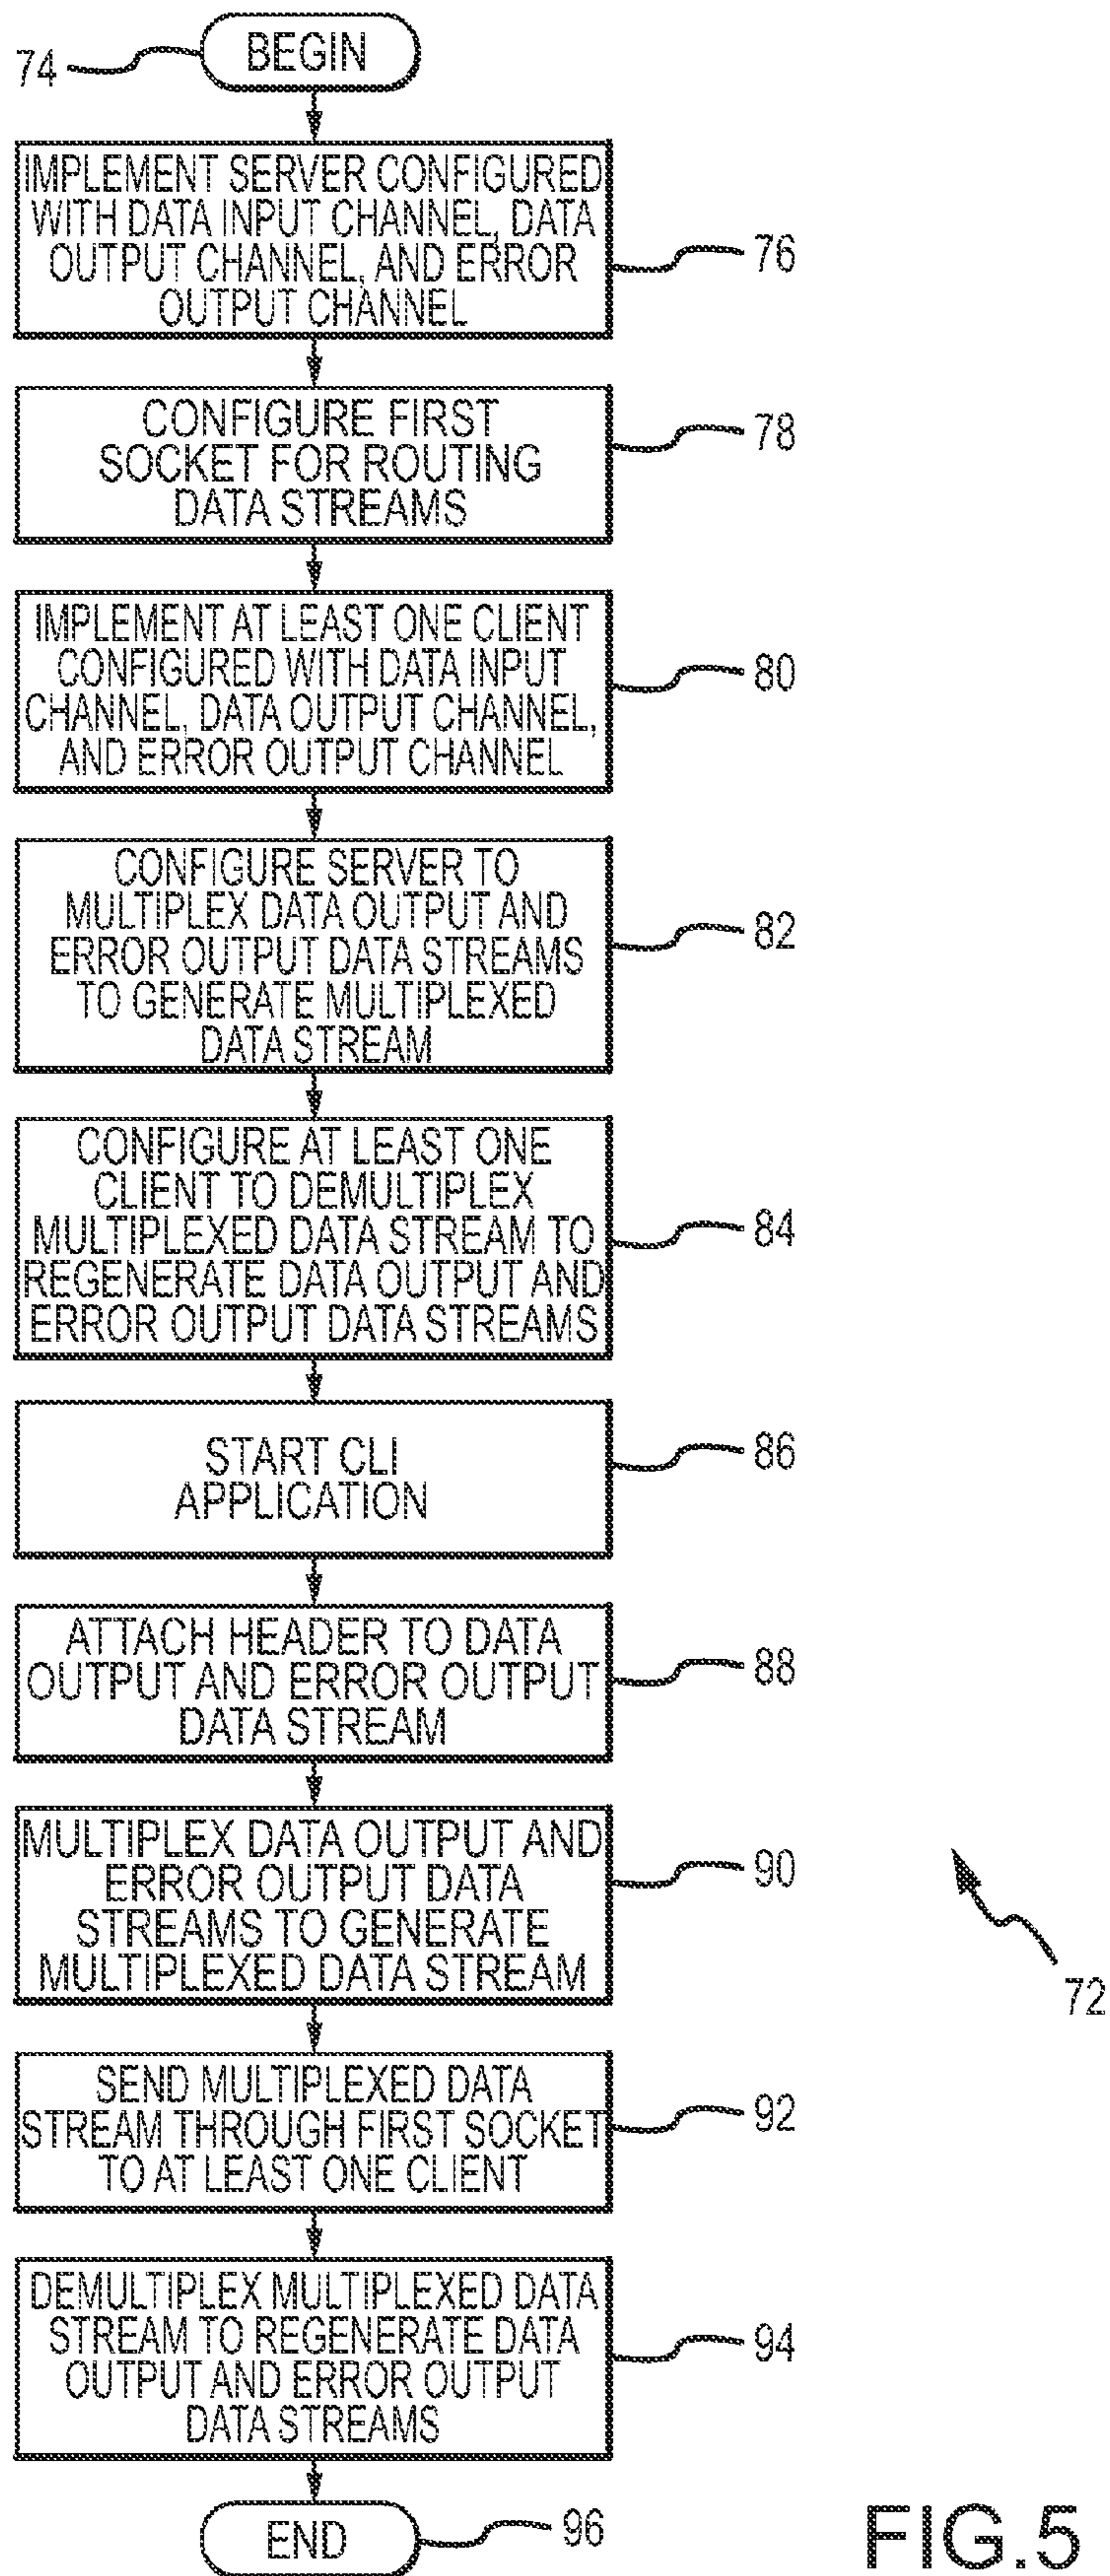 BEGIN
74
IMPLEMENT SERVER CONFIGURED
WITH DATA INPUT CHANNEL, DATA
OUTPUT CHANNEL, AND ERROR
OUTPUT CHANNEL
76
CONFIGURE FIRST
SOCKET FOR ROUTING
DATA STREAMS
78
IMPLEMENT AT LEAST ONE CLIENT
CONFIGURED WITH DATA INPUT
CHANNEL, DATA OUTPUT CHANNEL,
AND ERROR OUTPUT CHANNEL
80
CONFIGURE SERVER TO
MULTIPLEX DATA OUTPUT AND
ERROR OUTPUT DATA STREAMS
TO GENERATE MULTIPLEXED
DATA STREAM
82
CONFIGURE AT LEAST ONE
CLIENT TO DEMULTIPLEX
MULTIPLEXED DATA STREAM TO
REGENERATE DATA OUTPUT AND
ERROR OUTPUT DATA STREAMS
84
START CLI
APPLICATION
86
ATTACH HEADER TO DATA
OUTPUT AND ERROR OUTPUT
DATA STREAM
88
MULTIPLEX DATA OUTPUT AND
ERROR OUTPUT DATA
STREAMS TO GENERATE
MULTIPLEXED DATA STREAM
90
72
SEND MULTIPLEXED DATA
STREAM THROUGH FIRST SOCKET
TO AT LEAST ONE CLIENT
92
DEMULTIPLEX MULTIPLEXED DATA
STREAM TO REGENERATE DATA
OUTPUT AND ERROR OUTPUT
DATA STREAMS
94
END
96
FIG.5